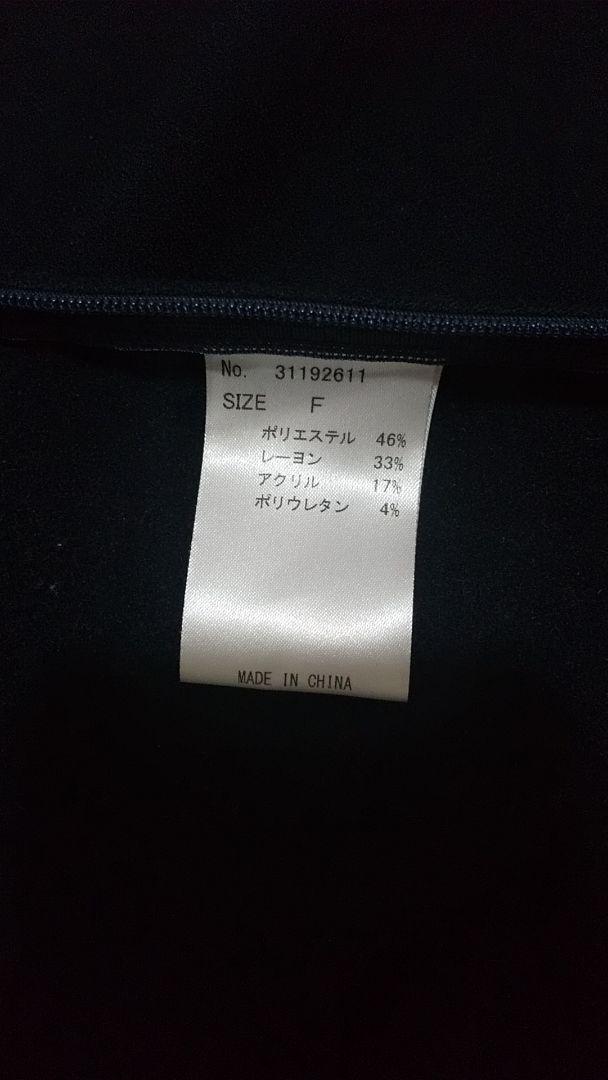 No. 31192611
SIZE F
ポリエステル 46%
レーヨン 33%
アクリル 17%
ポリウレタン 4%
MADE IN CHINA